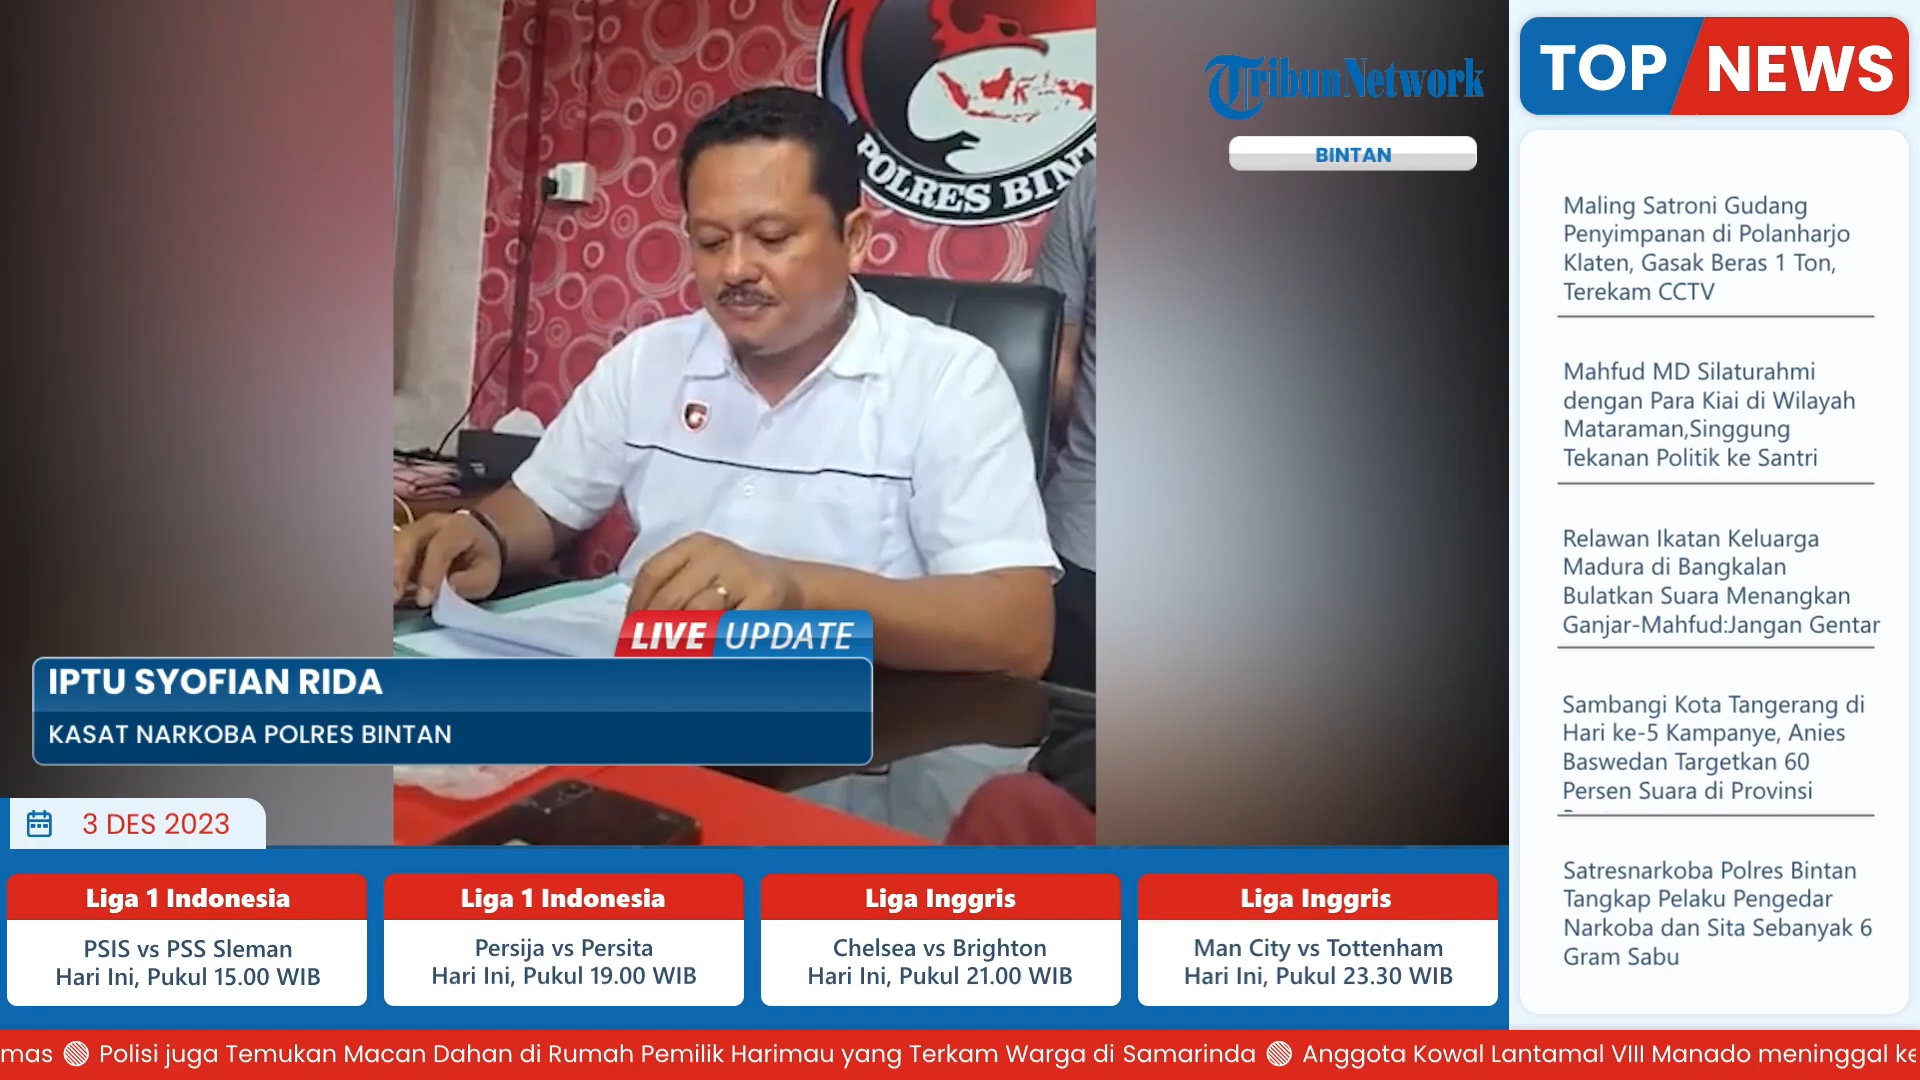 POLRES BINT
TribunNetwork
BINTAN
LIVE UPDATE
IPTU SYOFIAN RIDA
KASAT NARKOBA POLRES BINTAN
3 DES 2023
TOP NEWS
Maling Satroni Gudang
Penyimpanan di Polanharjo
Klaten, Gasak Beras 1 Ton,
Terekam CCTV
Mahfud MD Silaturahmi
dengan Para Kiai di Wilayah
Mataraman,Singgung
Tekanan Politik ke Santri
Relawan Ikatan Keluarga
Madura di Bangkalan
Bulatkan Suara Menangkan
Ganjar-Mahfud:Jangan Gentar
Sambangi Kota Tangerang di
Hari ke-5 Kampanye, Anies
Baswedan Targetkan 60
Persen Suara di Provinsi
Satresnarkoba Polres Bintan
Tangkap Pelaku Pengedar
Narkoba dan Sita Sebanyak 6
Gram Sabu
Liga 1 Indonesia
PSIS vs PSS Sleman
Hari Ini, Pukul 15.00 WIB
Liga 1 Indonesia
Persija vs Persita
Hari Ini, Pukul 19.00 WIB
Liga Inggris
Chelsea vs Brighton
Hari Ini, Pukul 21.00 WIB
Liga Inggris
Man City vs Tottenham
Hari Ini, Pukul 23.30 WIB
mas Polisi juga Temukan Macan Dahan di Rumah Pemilik Harimau yang Terkam Warga di Samarinda Anggota Kowal Lantamal VIII Manado meninggal ke